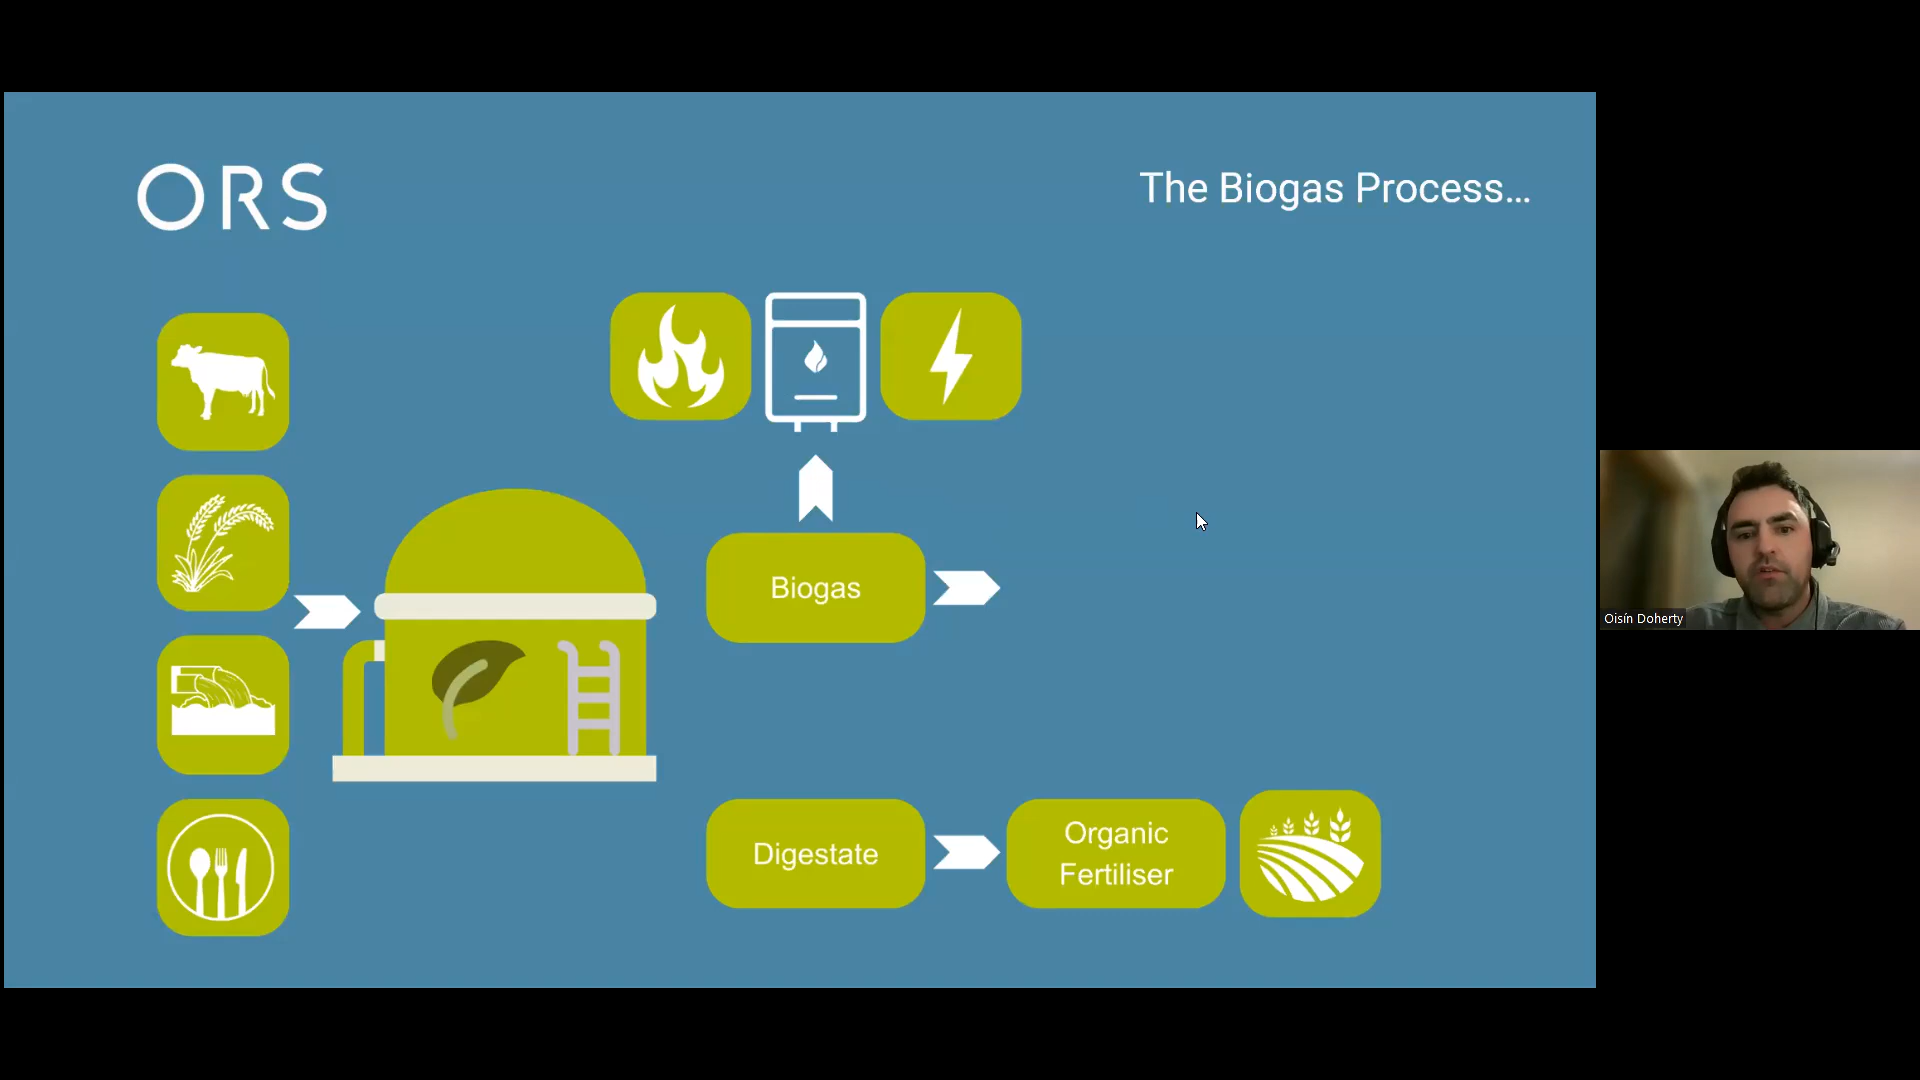 ORS
The Biogas Process...
Biogas
Digestate
Organic
Fertiliser
Oisín Doherty